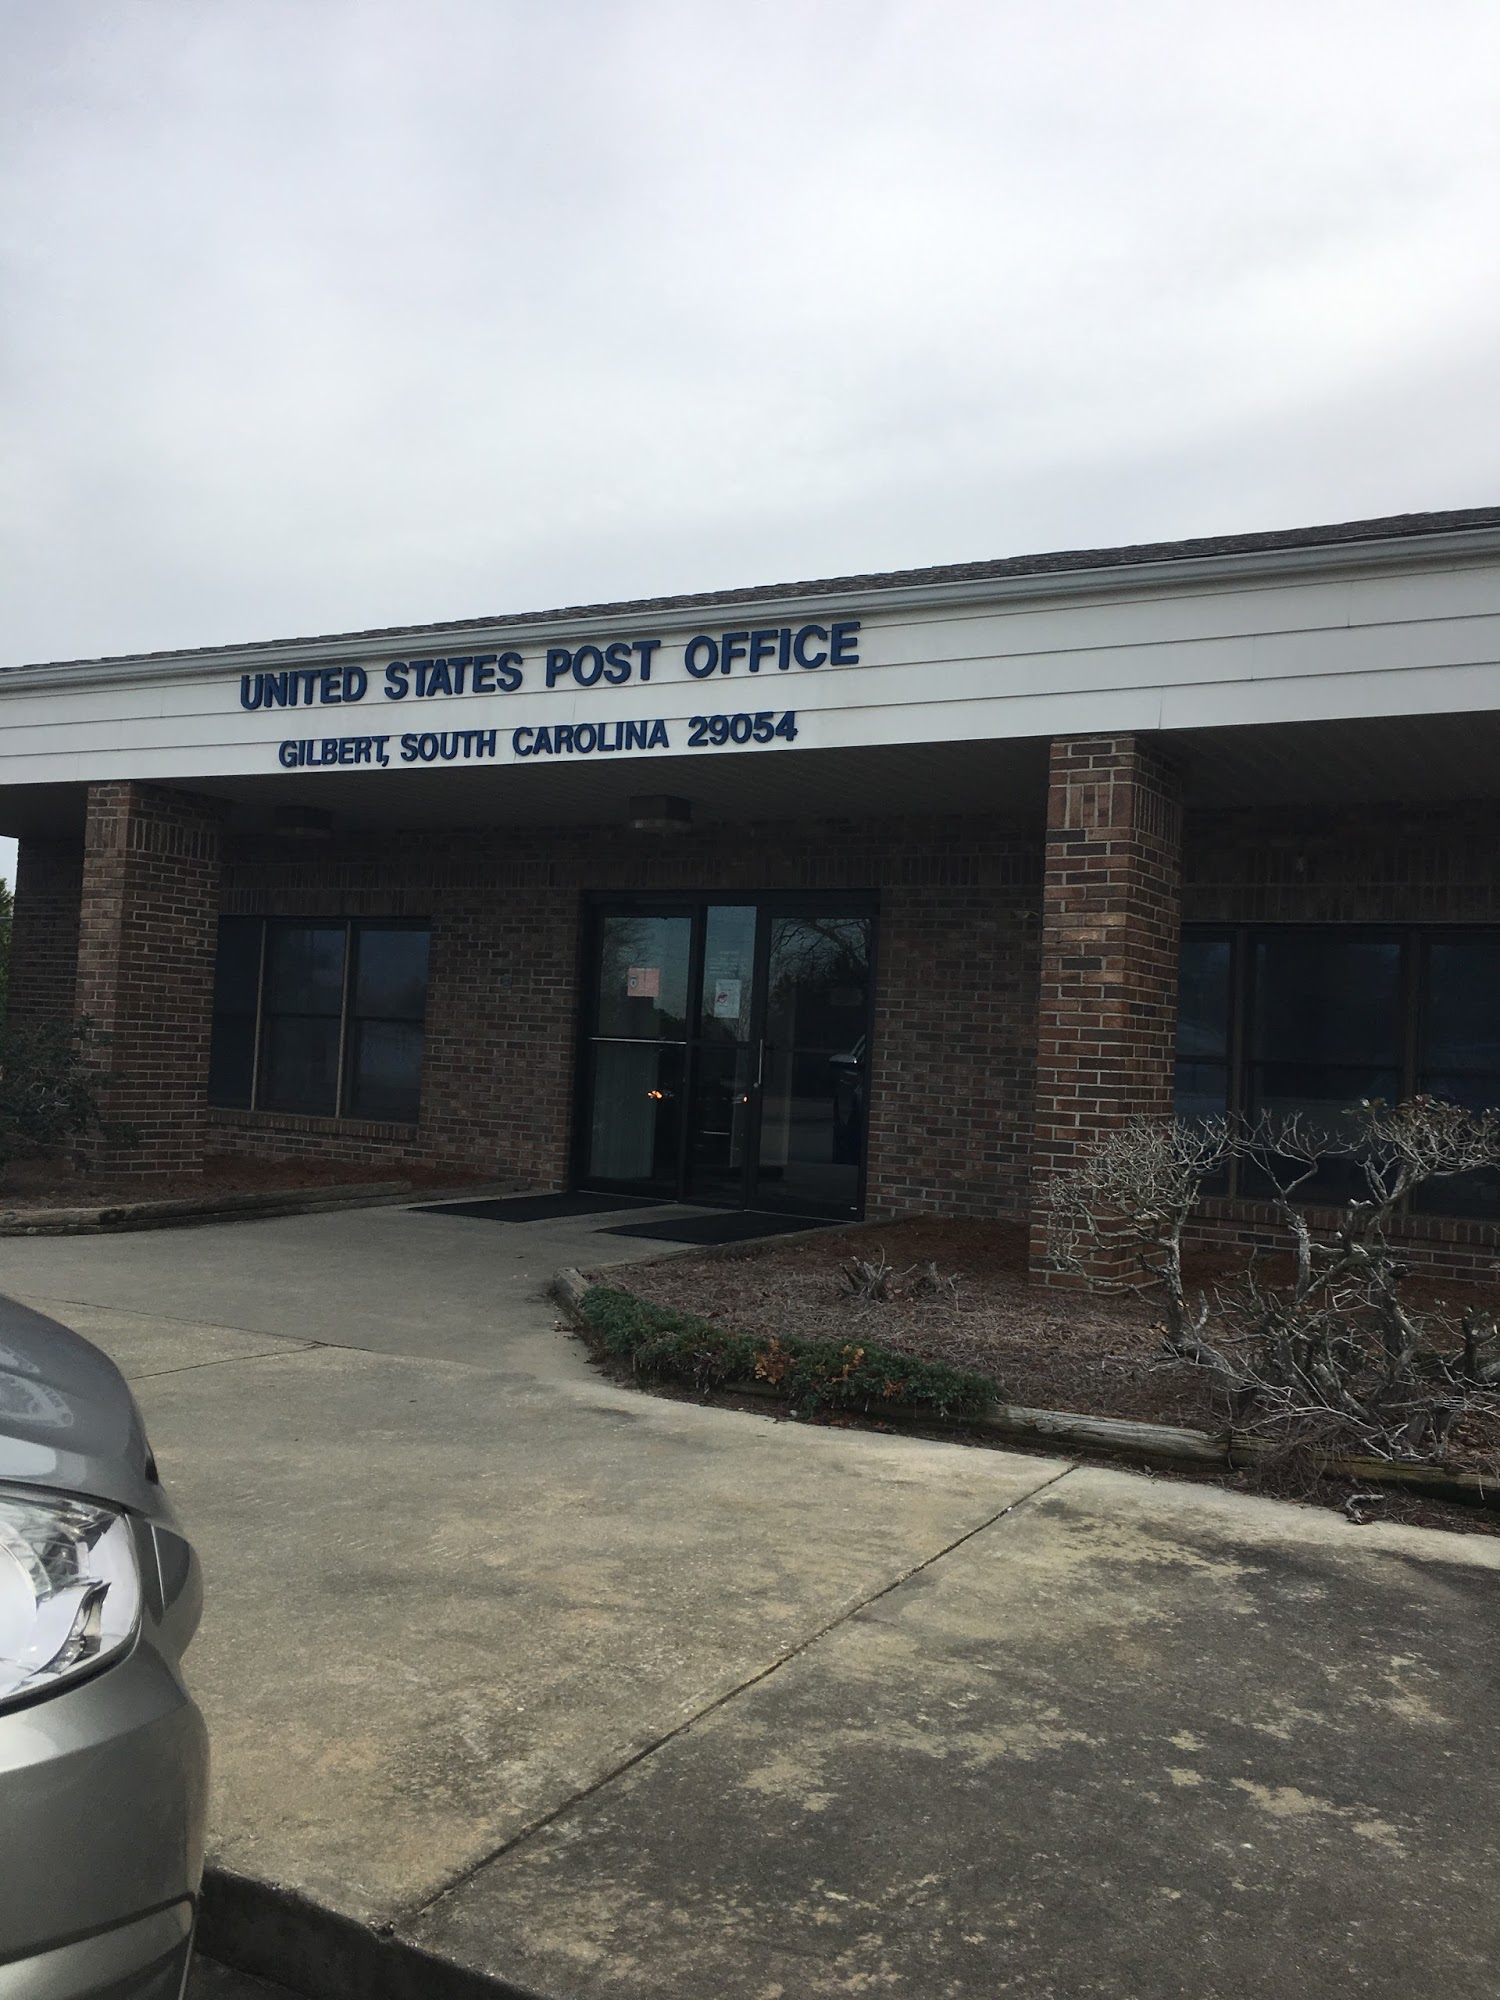 UNITED STATES POST OFFICE
GILBERT, SOUTH CAROLINA 29054